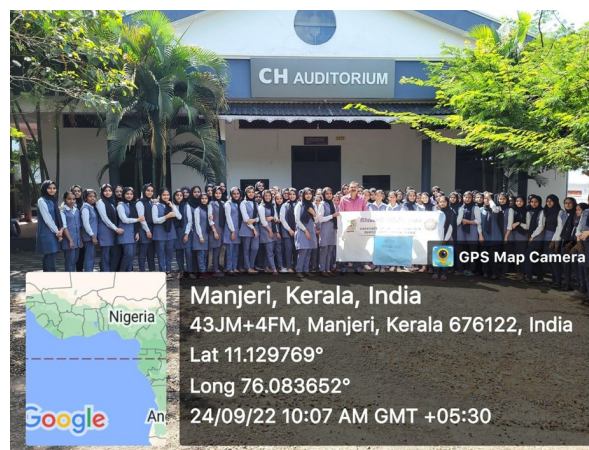 CH AUDITORIUM
GPS Map Camera
Nigeria
Google
An
Manjeri, Kerala, India
43JM+4FM, Manjeri, Kerala 676122, India
Lat 11.129769°
Long 76.083652°
24/09/22 10:07 AM GMT +05:30